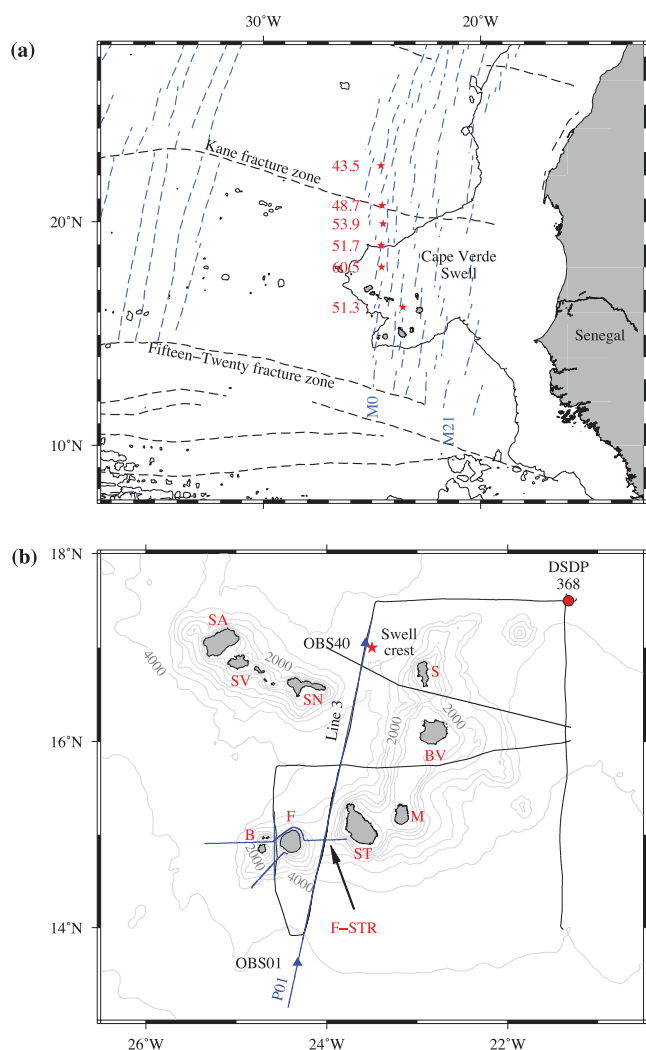 30°W 20°W
(a)
Kane fracture zone
43.5
48.7
20°N
53.9
51.7
Cape Verde
Swell
60.5
51.3
Senegal
Fifteen–Twenty fracture zone
M0
M21
10°N
(b)
18°N
DSDP
368
SA
OBS40
Swell
crest
4000
2000
SV
S
SN
2000
Line 3
2000
16°N
BV
F
M
B
ST
2000
4000
14°N
F–STR
OBS01
P01
26°W 24°W 22°W